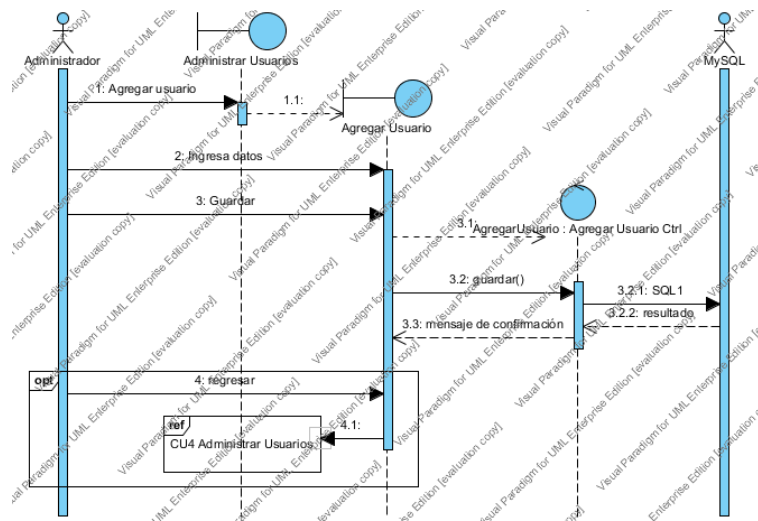 Administrador
Administrar Usuarios
MySQL
1: Agregar usuario
1.1:
Agregar Usuario
2: Ingresa datos
3: Guardar
3.1:
AgregarUsuario : Agregar Usuario Ctrl
3.2: guardar()
3.2.1: SQL1
3.2.2: resultado
3.3: mensaje de confirmación
opt
4: regresar
ref
4.1:
CU4 Administrar Usuarios
Visual Paradigm for UML Enterprise Edition [evaluation copy]